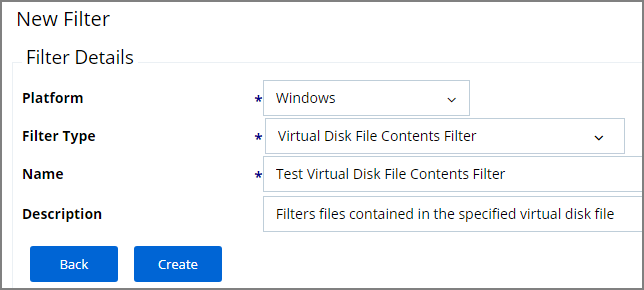 New Filter
Filter Details
Platform * Windows
Filter Type * Virtual Disk File Contents Filter
Name * Test Virtual Disk File Contents Filter
Description Filters files contained in the specified virtual disk file
Back Create